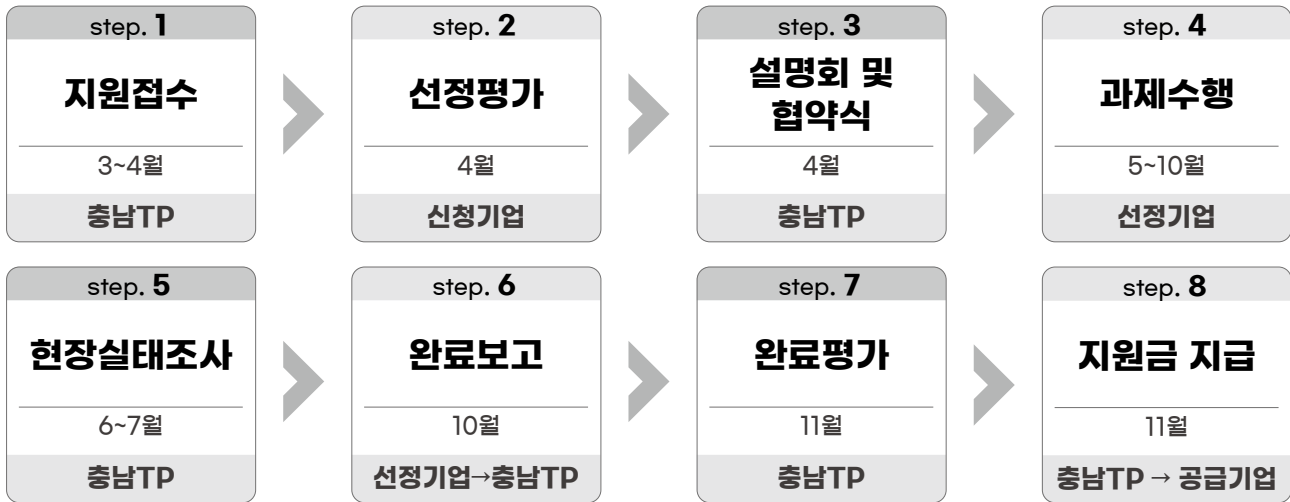 step. 1
지원접수
3~4월
충남TP
step. 2
선정평가
4월
신청기업
step. 3
설명회 및
협약식
4월
충남TP
step. 4
과제수행
5~10월
선정기업
step. 5
현장실태조사
6~7월
충남TP
step. 6
완료보고
10월
선정기업→충남TP
step. 7
완료평가
11월
충남TP
step. 8
지원금 지급
11월
충남TP → 공급기업